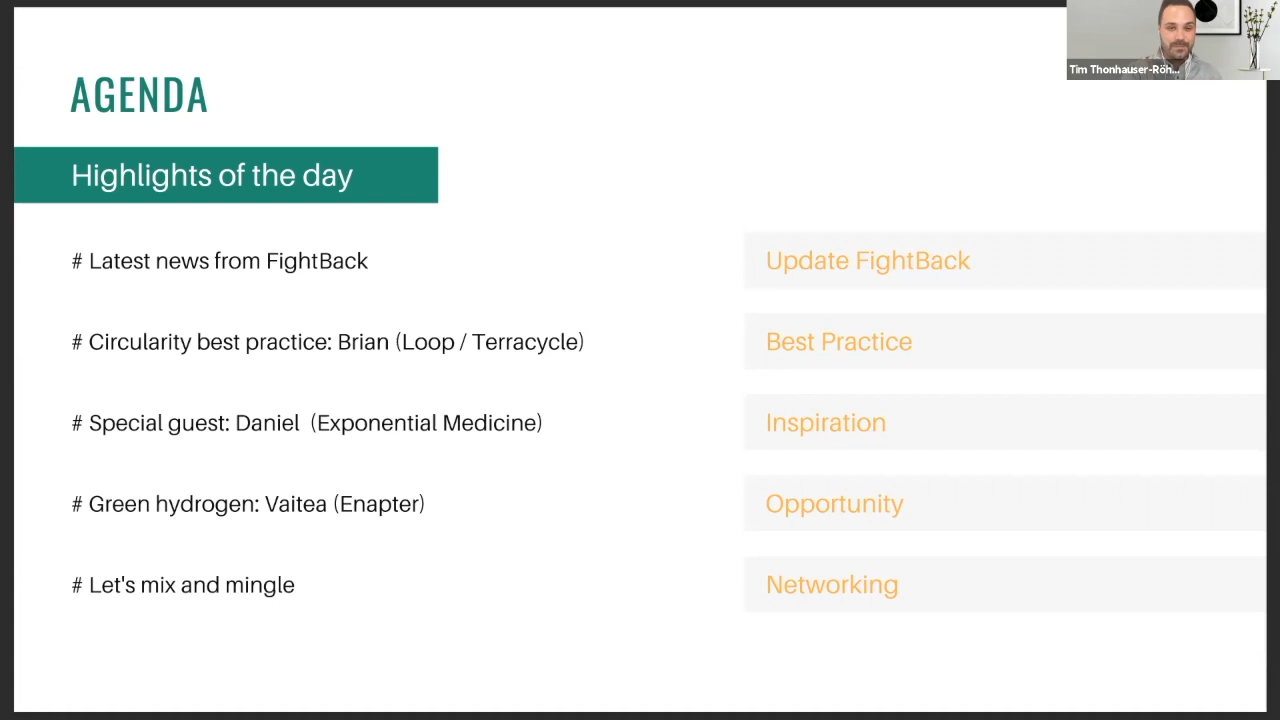 AGENDA
Highlights of the day
# Latest news from FightBack
Update FightBack
# Circularity best practice: Brian (Loop / Terracycle)
Best Practice
# Special guest: Daniel  (Exponential Medicine)
Inspiration
# Green hydrogen: Vaitea (Enapter)
Opportunity
# Let's mix and mingle
Networking
Tim Thonhauser-Röh...